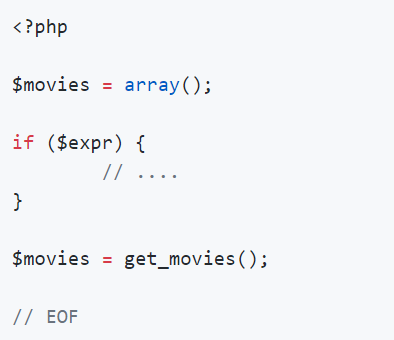 <?php
$movies = array();
if ($expr) {
// ....
}
$movies = get_movies();
// EOF